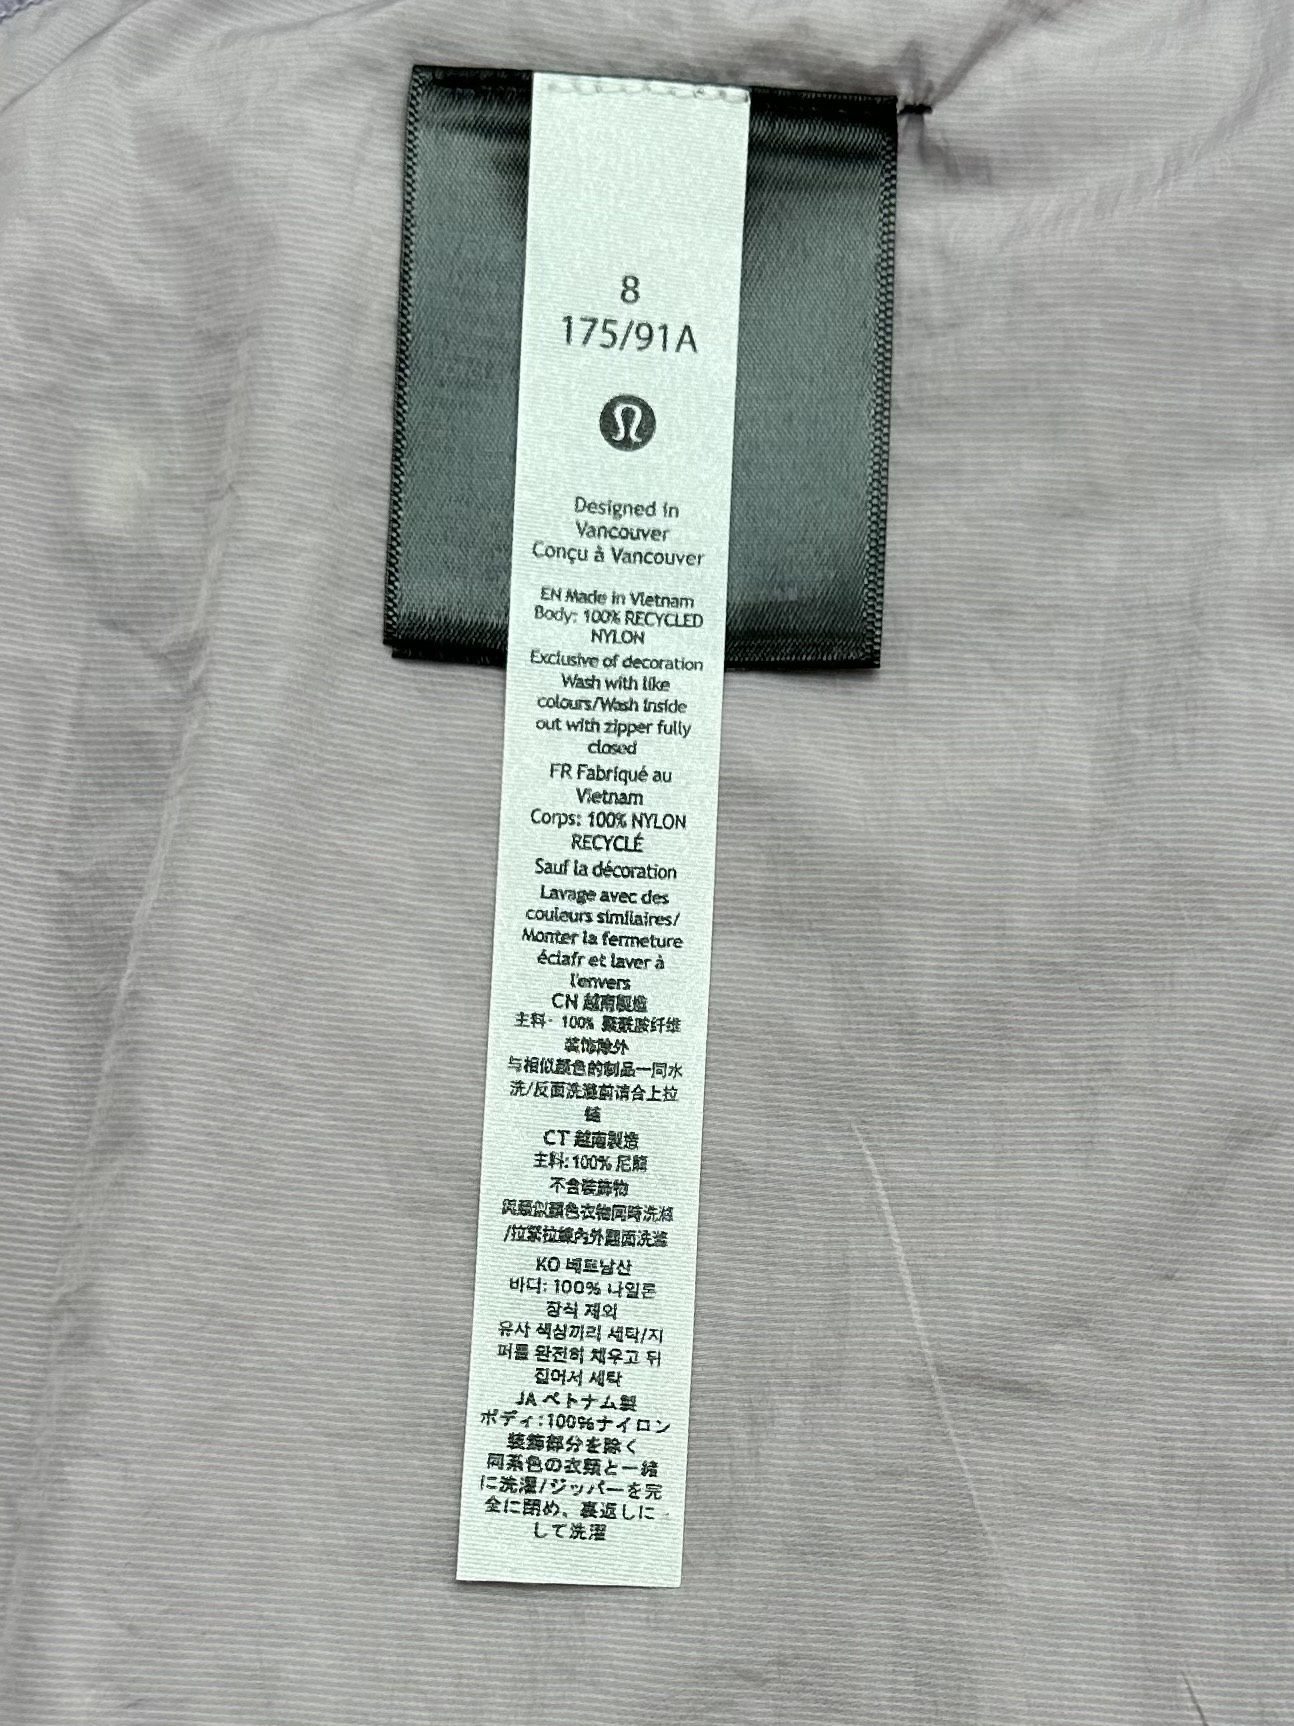 8
175/91A
Designed in
Vancouver
Conçu à Vancouver
EN Made in Vietnam
Body: 100% RECYCLED
NYLON
Exclusive of decoration
Wash with like
colours/Wash inside
out with zipper fully
closed
FR Fabriqué au
Vietnam
Corps: 100% NYLON
RECYCLÉ
Sauf la décoration
Lavage avec des
couleurs similaires/
Monter la fermeture
éclair et laver à
l'envers
CN 越南製造
主料: 100% 聚酰胺纤维
装饰除外
与相似颜色的制品一同水
洗/反面洗滌前请合上拉
链
CT 越南製造
主料: 100% 尼龍
不含裝飾物
與類似顏色衣物同時洗滌
/拉緊拉鍊內外翻面洗滌
KO 베트남산
바디: 100% 나일론
장식 제외
유사 색상끼리 세탁/지
퍼를 완전히 채우고 뒤
집어서 세탁
JA ベトナム製
ボディ:100%ナイロン
装飾部分を除く
同系色の衣類と一緒
に洗濯/ジッパーを完
全に閉め、裏返しに
して洗濯